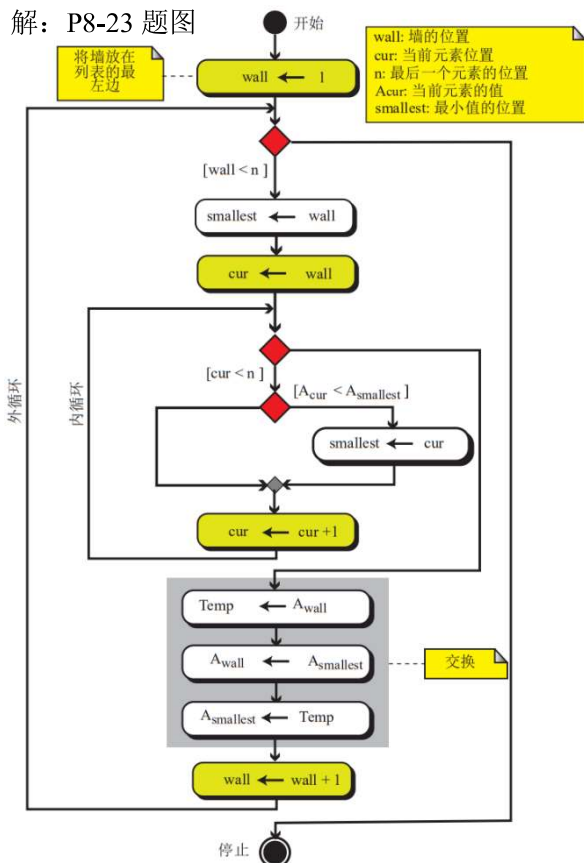 解：P8-23 题图
开始
将墙放在
列表的最
左边
wall ← 1
wall: 墙的位置
cur: 当前元素位置
n: 最后一个元素的位置
Acur: 当前元素的值
smallest: 最小值的位置
[wall < n ]
smallest ← wall
cur ← wall
外循环
内循环
[cur < n ]
[Acur < Asmallest ]
smallest ← cur
cur ← cur +1
Temp ← Awall
Awall ← Asmallest
交换
Asmallest ← Temp
wall ← wall + 1
停止